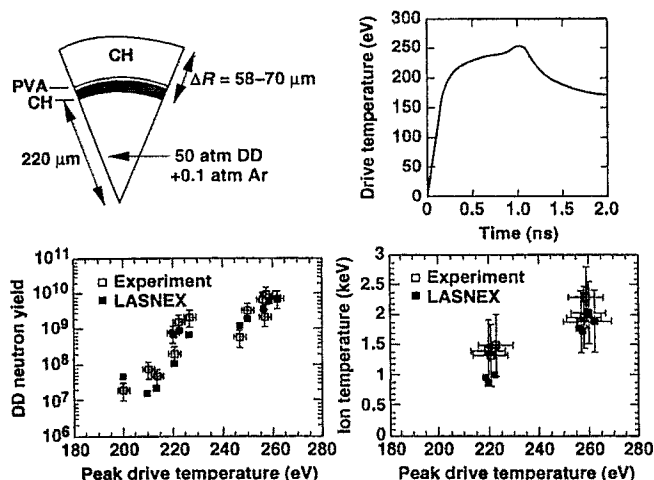 CH
PVA
CH
ΔR = 58–70 μm
220 μm
50 atm DD
+0.1 atm Ar
Drive temperature (eV)
300
250
200
150
100
50
0
0 0.5 1.0 1.5 2.0
Time (ns)
DD neutron yield
10¹¹
10¹⁰
10⁹
10⁸
10⁷
10⁶
Experiment
LASNEX
180 200 220 240 260 280
Peak drive temperature (eV)
Ion temperature (keV)
3
2.5
2
1.5
1
0.5
0
Experiment
LASNEX
180 200 220 240 260 280
Peak drive temperature (eV)